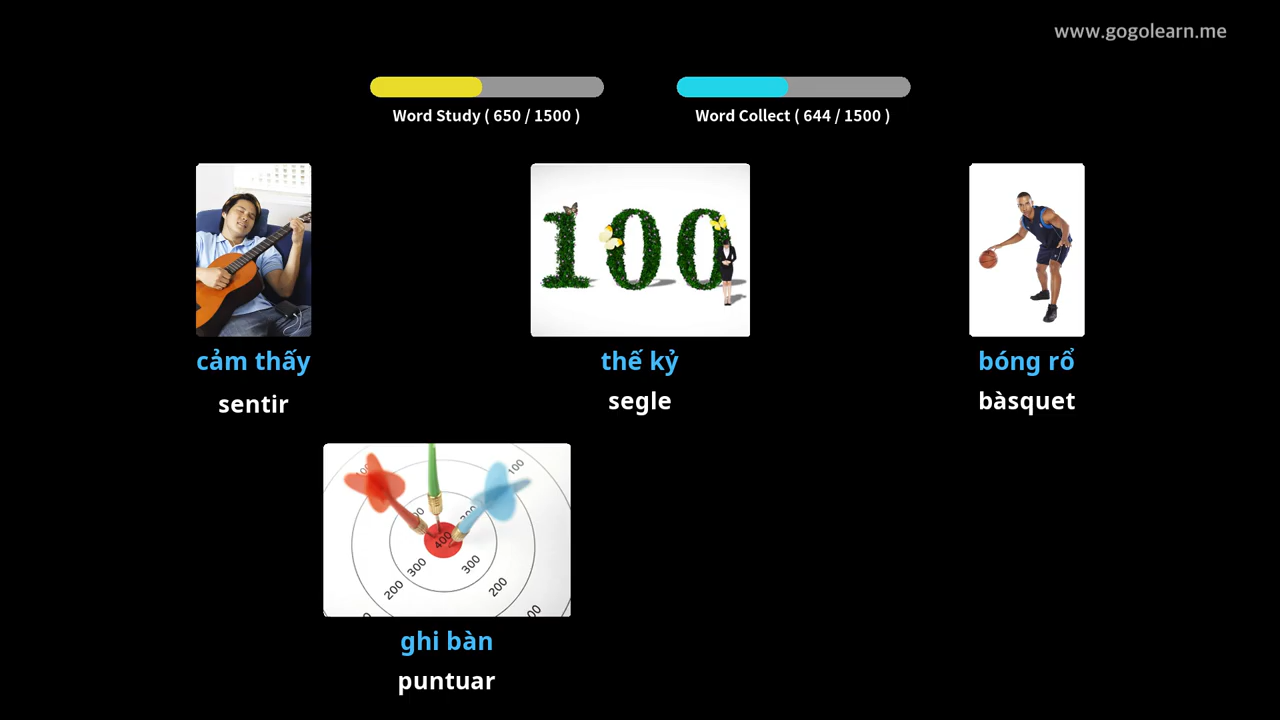 www.gogolearn.me
Word Study ( 650 / 1500 )
Word Collect ( 644 / 1500 )
100
cảm thấy
thế kỷ
bóng rổ
sentir
segle
bàsquet
100
400
300
300
200
200
ghi bàn
puntuar